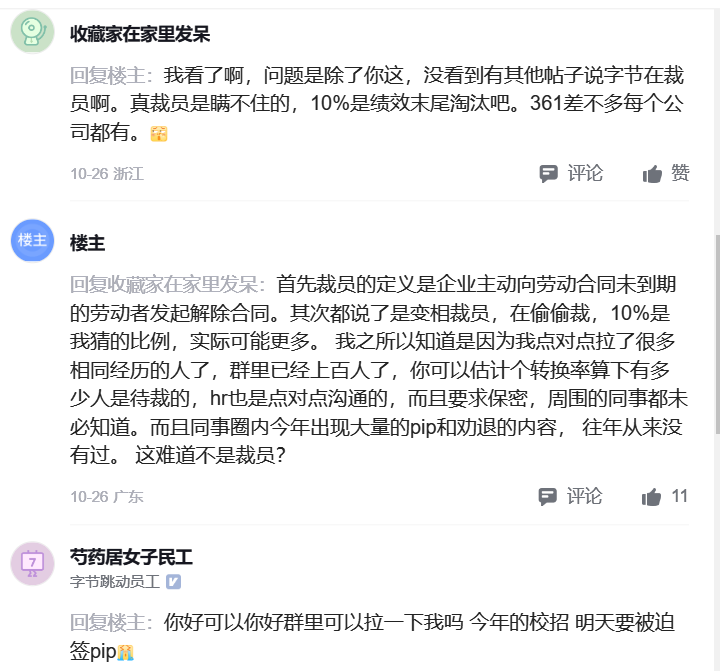 收藏家在家里发呆
回复楼主：我看了啊，问题是除了你这，没看到有其他帖子说字节在裁
员啊。真裁员是瞒不住的，10%是绩效末尾淘汰吧。361差不多每个公
司都有。
10-26 浙江
评论
赞
楼主
楼主
回复收藏家在家里发呆：首先裁员的定义是企业主动向劳动合同未到期
的劳动者发起解除合同。其次都说了是变相裁员，在偷偷裁，10%是
我猜的比例，实际可能更多。 我之所以知道是因为我点对点拉了很多
相同经历的人了，群里已经上百人了，你可以估计个转换率算下有多
少人是待裁的，hr也是点对点沟通的，而且要求保密，周围的同事都未
必知道。而且同事圈内今年出现大量的pip和劝退的内容， 往年从来没
有过。 这难道不是裁员？
10-26 广东
评论
11
7
芍药居女子民工
字节跳动员工 V
回复楼主：你好可以你好群里可以拉一下我吗 今年的校招 明天要被迫
签pip